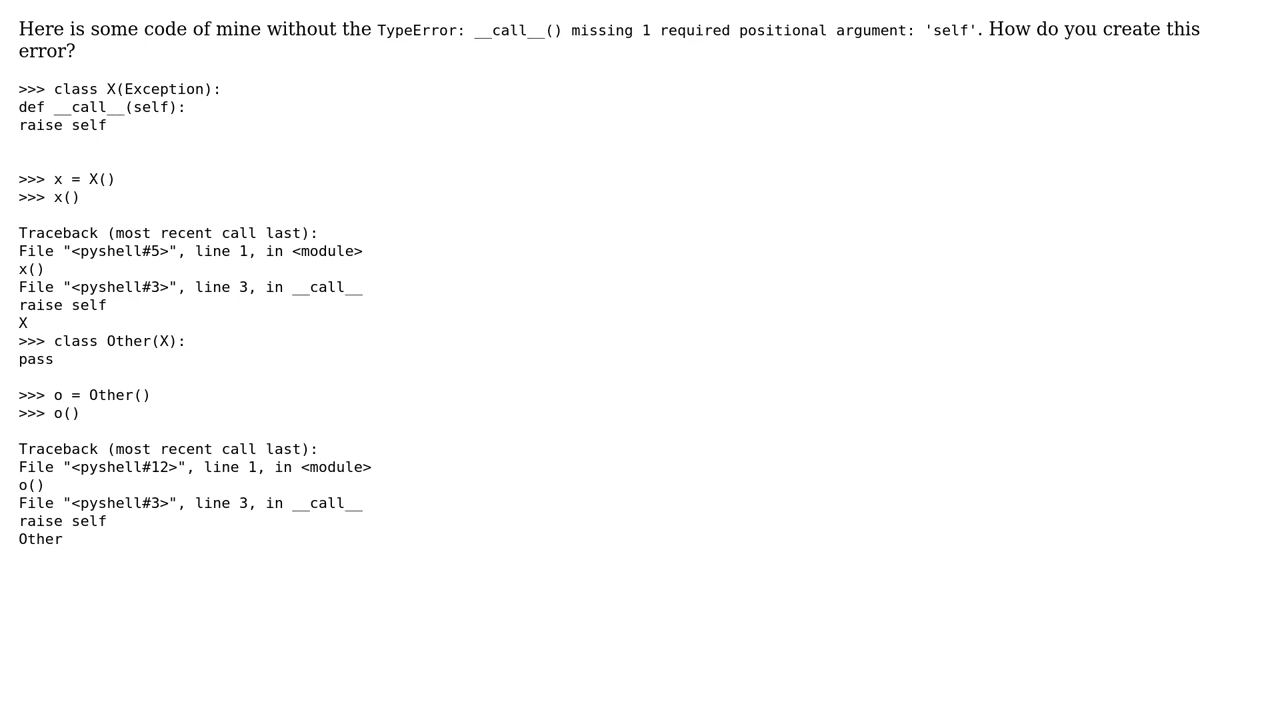 Here is some code of mine without the TypeError: __call__() missing 1 required positional argument: 'self'. How do you create this
error?
>>> class X(Exception):
def __call__(self):
raise self
>>> x = X()
>>> x()
Traceback (most recent call last):
File "<pyshell#5>", line 1, in <module>
x()
File "<pyshell#3>", line 3, in __call__
raise self
X
>>> class Other(X):
pass
>>> o = Other()
>>> o()
Traceback (most recent call last):
File "<pyshell#12>", line 1, in <module>
o()
File "<pyshell#3>", line 3, in __call__
raise self
Other